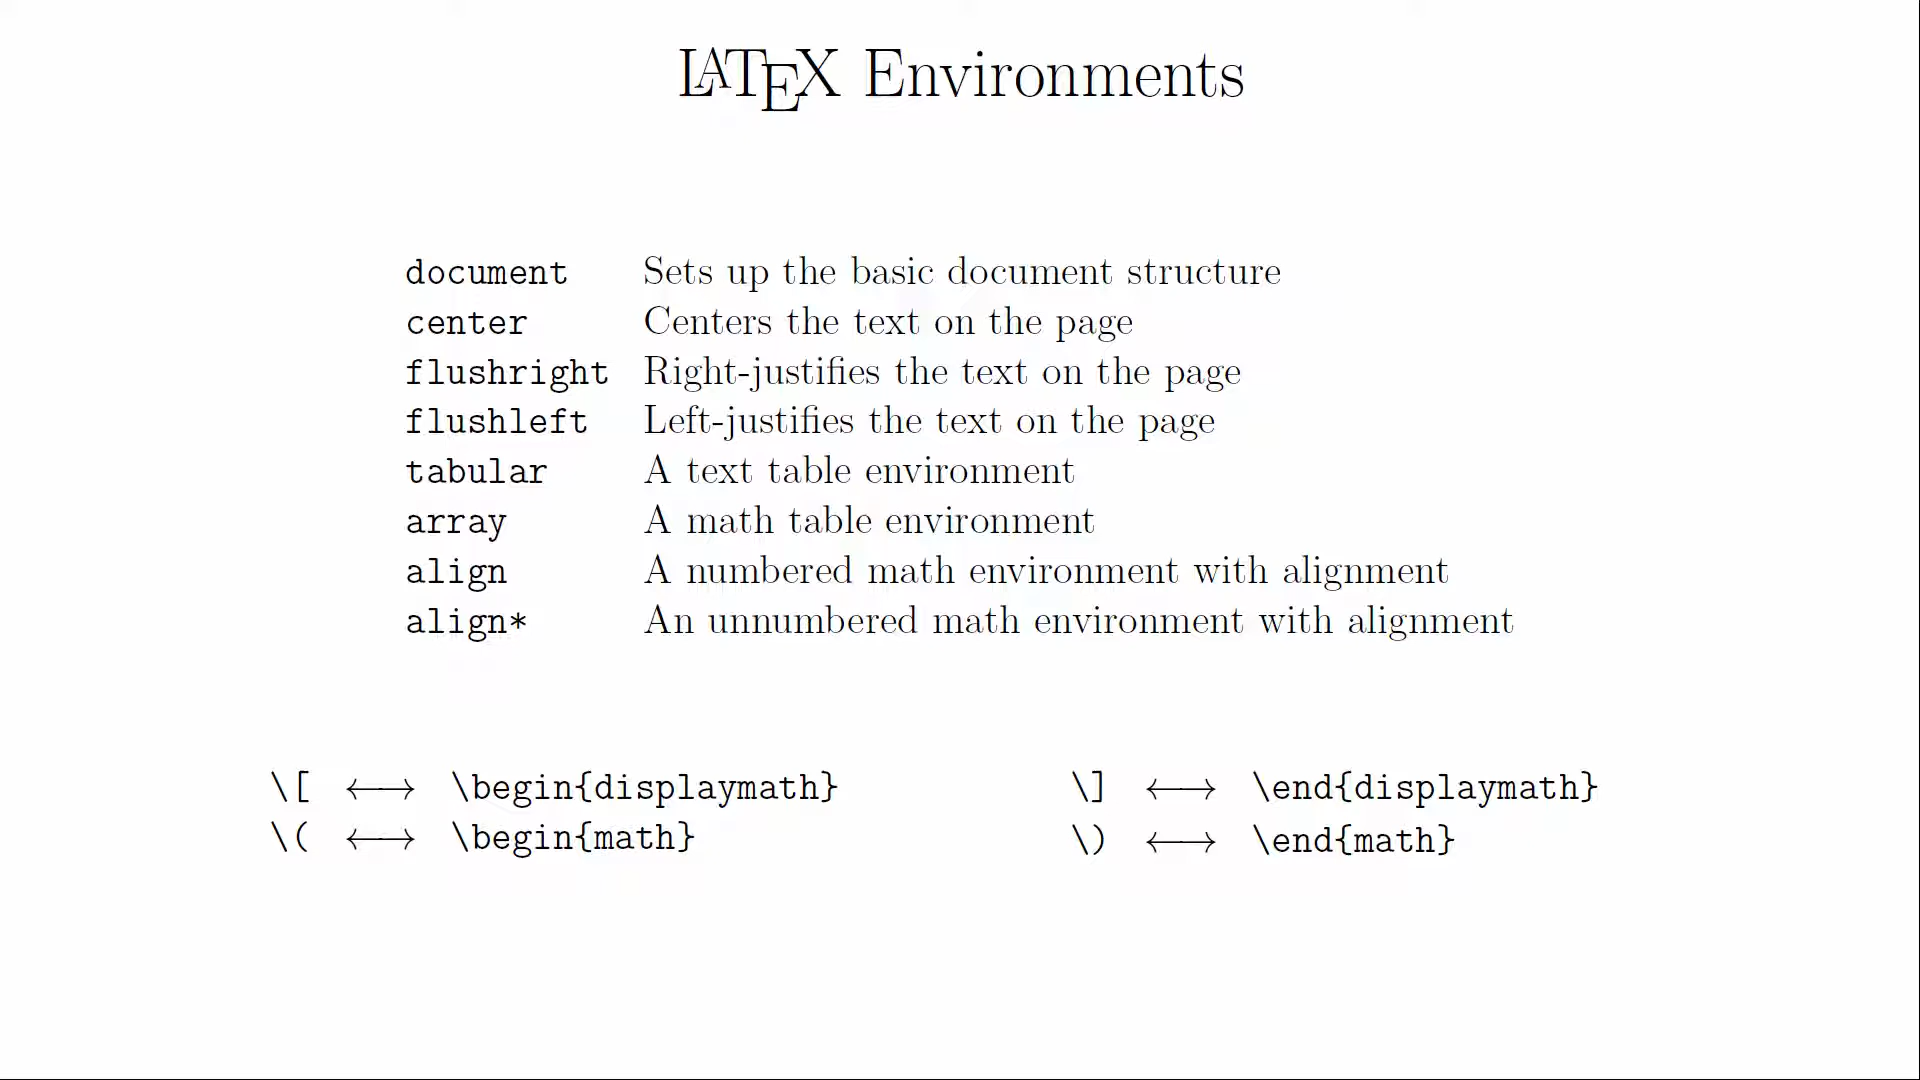 LATEX Environments
document Sets up the basic document structure
center Centers the text on the page
flushright Right-justifies the text on the page
flushleft Left-justifies the text on the page
tabular A text table environment
array A math table environment
align A numbered math environment with alignment
align* An unnumbered math environment with alignment
\[ ⟷ \begin{displaymath} \] ⟷ \end{displaymath}
\( ⟷ \begin{math} \) ⟷ \end{math}